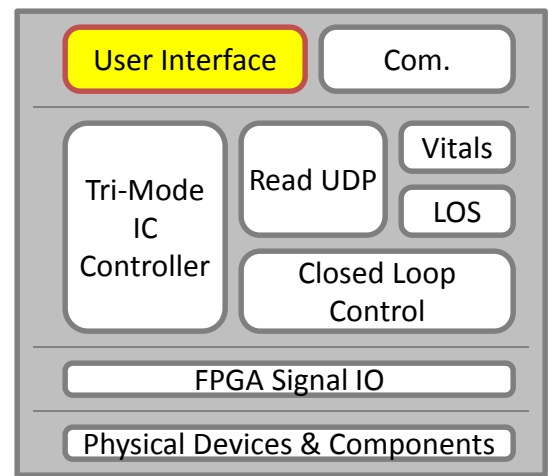 User Interface
Com.
Tri-Mode
IC
Controller
Read UDP
Vitals
LOS
Closed Loop
Control
FPGA Signal IO
Physical Devices & Components